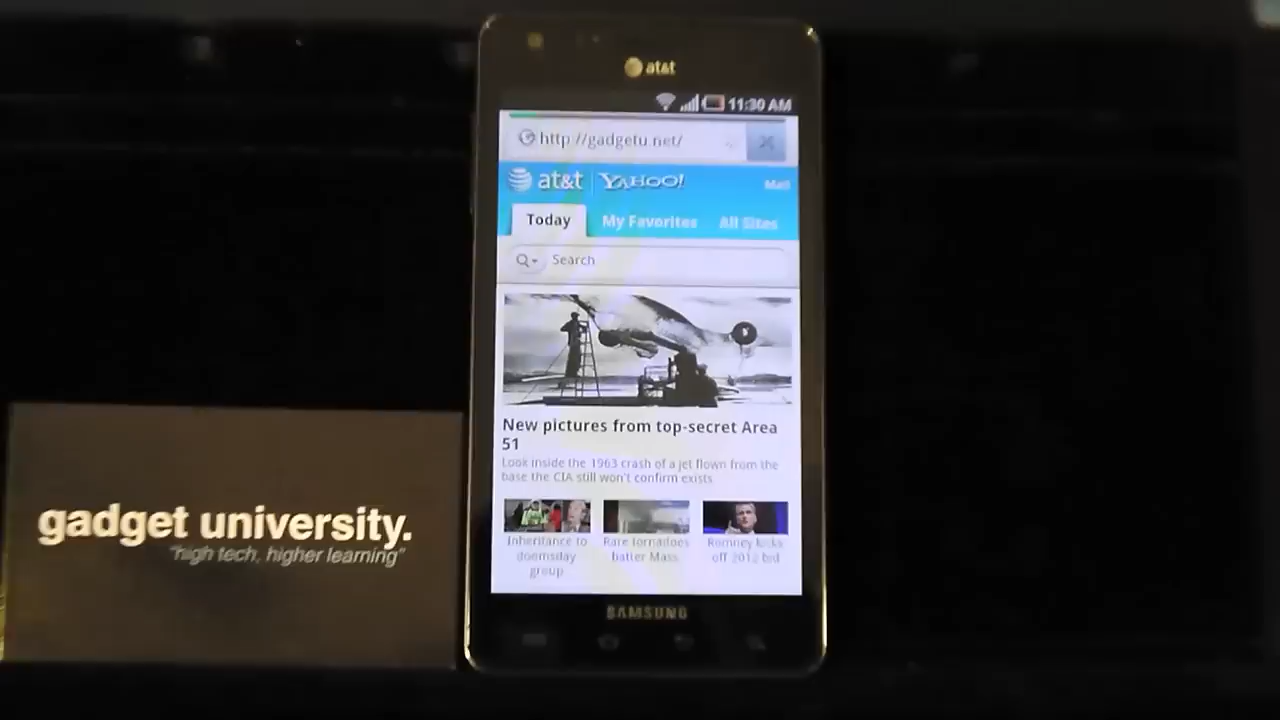 at&t
11:30 AM
http://gadgetu.net/
at&t YAHOO!
Mail
Today
My Favorites
All Sites
Search
New pictures from top-secret Area
51
Look inside the 1963 crash of a jet flown from the
base the CIA still won't confirm exists.
Inheritance to
doomsday
group
Rare tornadoes
batter Mass.
Romney kicks
off 2012 bid
SAMSUNG
gadget university.
"high tech, higher learning"